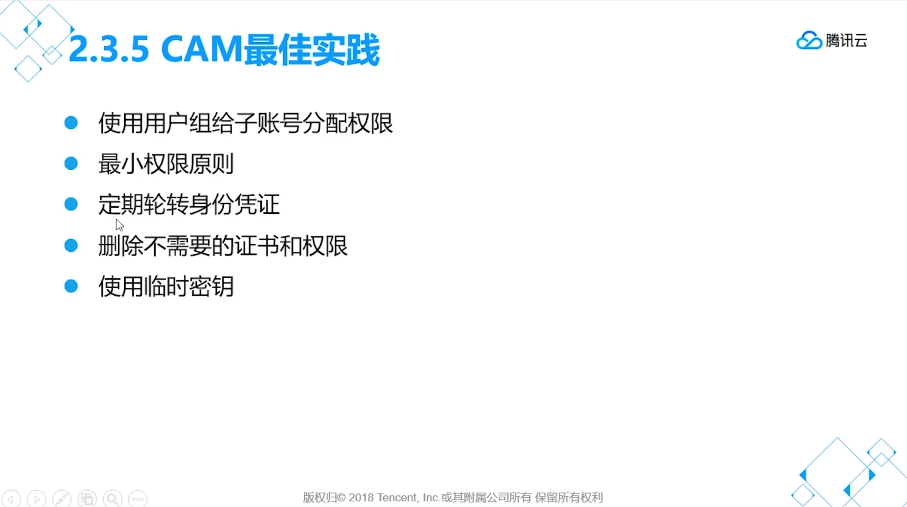 2.3.5 CAM最佳实践
腾讯云
使用用户组给子账号分配权限
最小权限原则
定期轮转身份凭证
删除不需要的证书和权限
使用临时密钥
版权归© 2018 Tencent, Inc.或其附属公司所有 保留所有权利